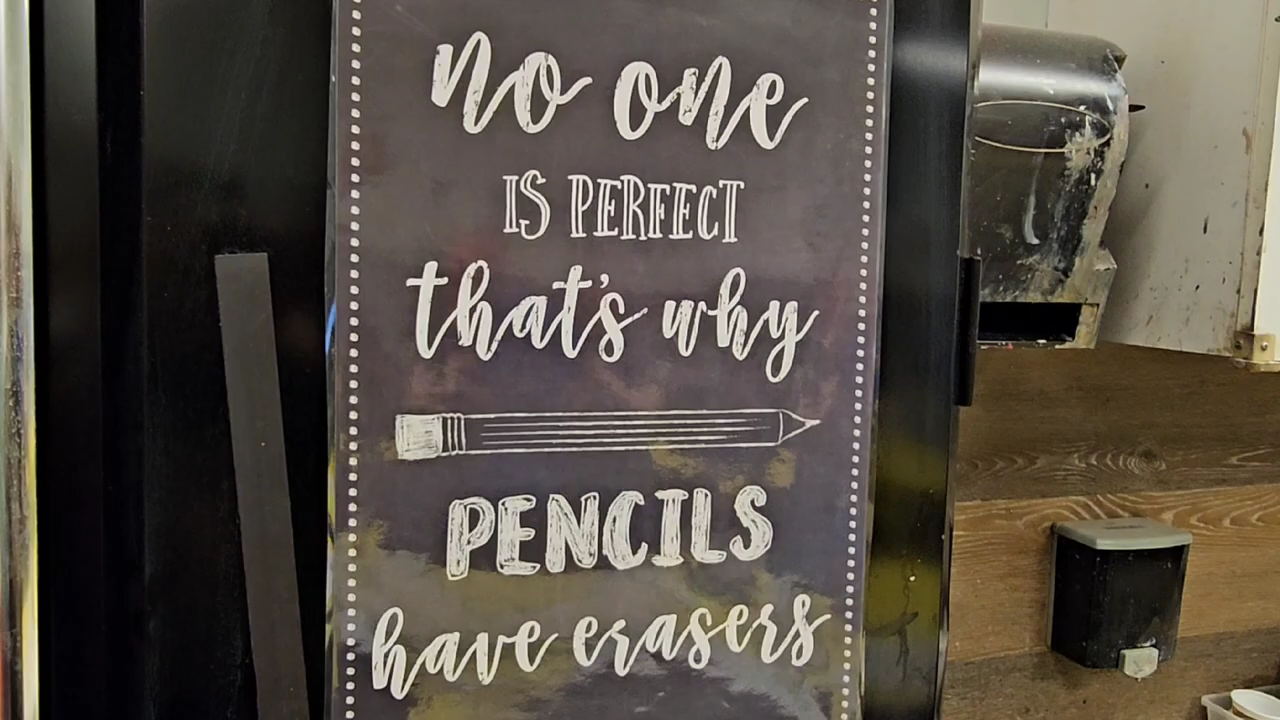 no one
IS PERFECT
that's why
PENCILS
have erasers